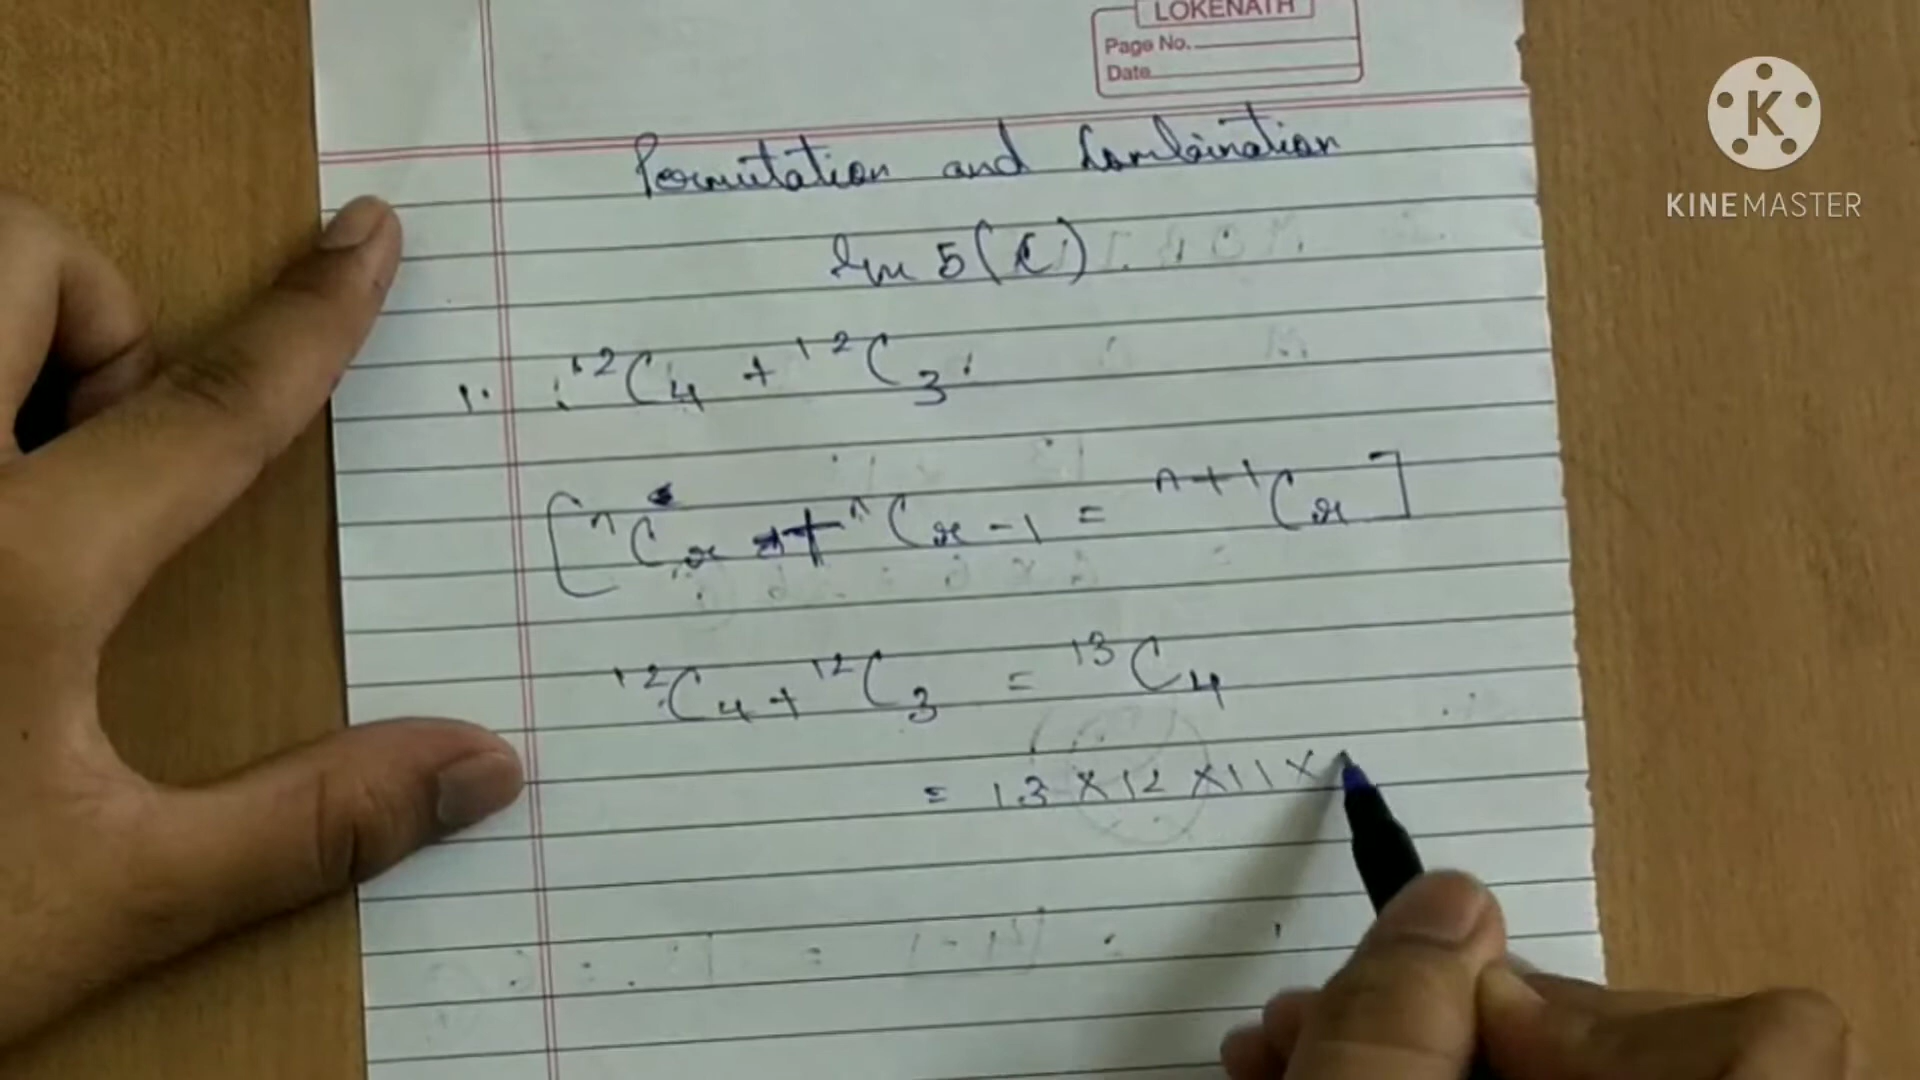 LOKENATH
Page No.
Date
KINEMASTER
Permutation and Combination
5(C)
1. ¹²C₄ + ¹²C₃
[ⁿCᵣ + ⁿCᵣ₋₁ = ⁿ⁺¹Cᵣ]
¹²C₄ + ¹²C₃ = ¹³C₄
= 13 × 12 × 11 ×